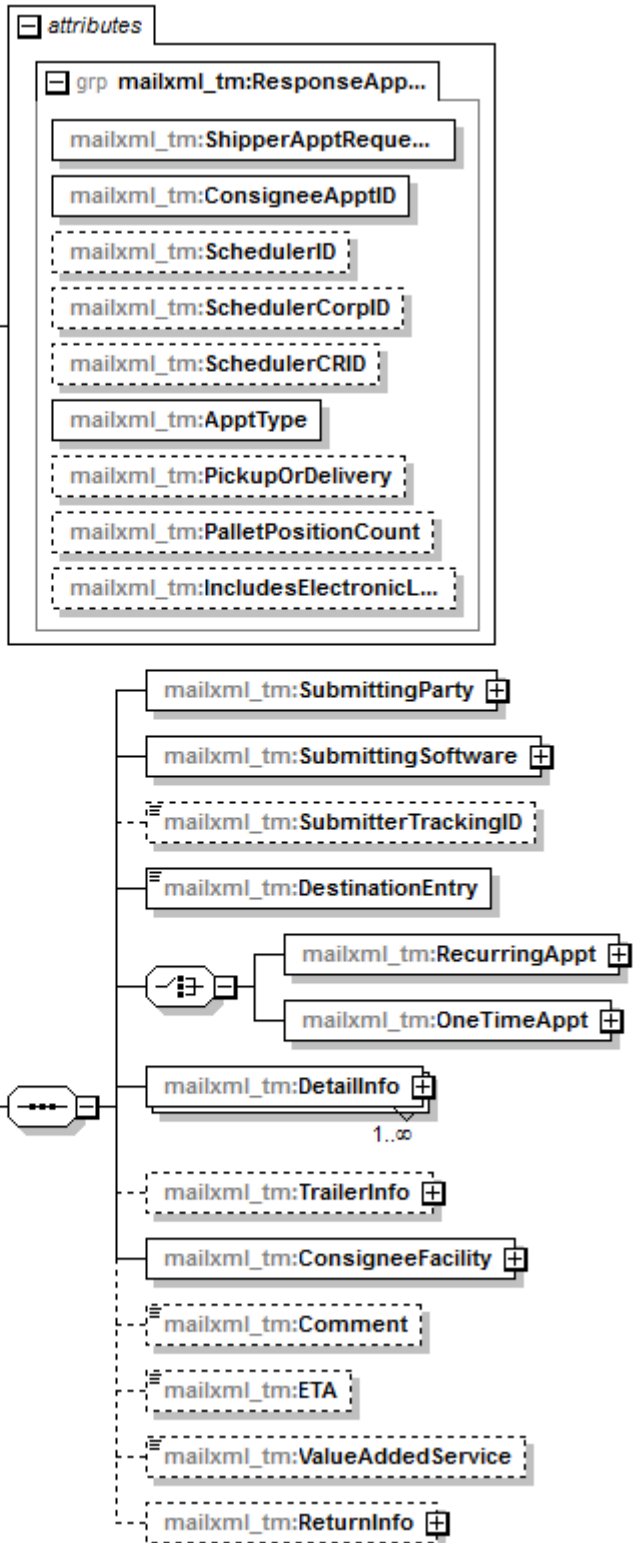 attributes
grp mailxml_tm:ResponseApp...
mailxml_tm:ShipperApptReque...
mailxml_tm:ConsigneeApptID
mailxml_tm:SchedulerID
mailxml_tm:SchedulerCorpID
mailxml_tm:SchedulerCRID
mailxml_tm:ApptType
mailxml_tm:PickupOrDelivery
mailxml_tm:PalletPositionCount
mailxml_tm:IncludesElectronicL...
mailxml_tm:SubmittingParty
mailxml_tm:SubmittingSoftware
mailxml_tm:SubmitterTrackingID
mailxml_tm:DestinationEntry
mailxml_tm:RecurringAppt
mailxml_tm:OneTimeAppt
mailxml_tm:DetailInfo
1..∞
mailxml_tm:TrailerInfo
mailxml_tm:ConsigneeFacility
mailxml_tm:Comment
mailxml_tm:ETA
mailxml_tm:ValueAddedService
mailxml_tm:ReturnInfo